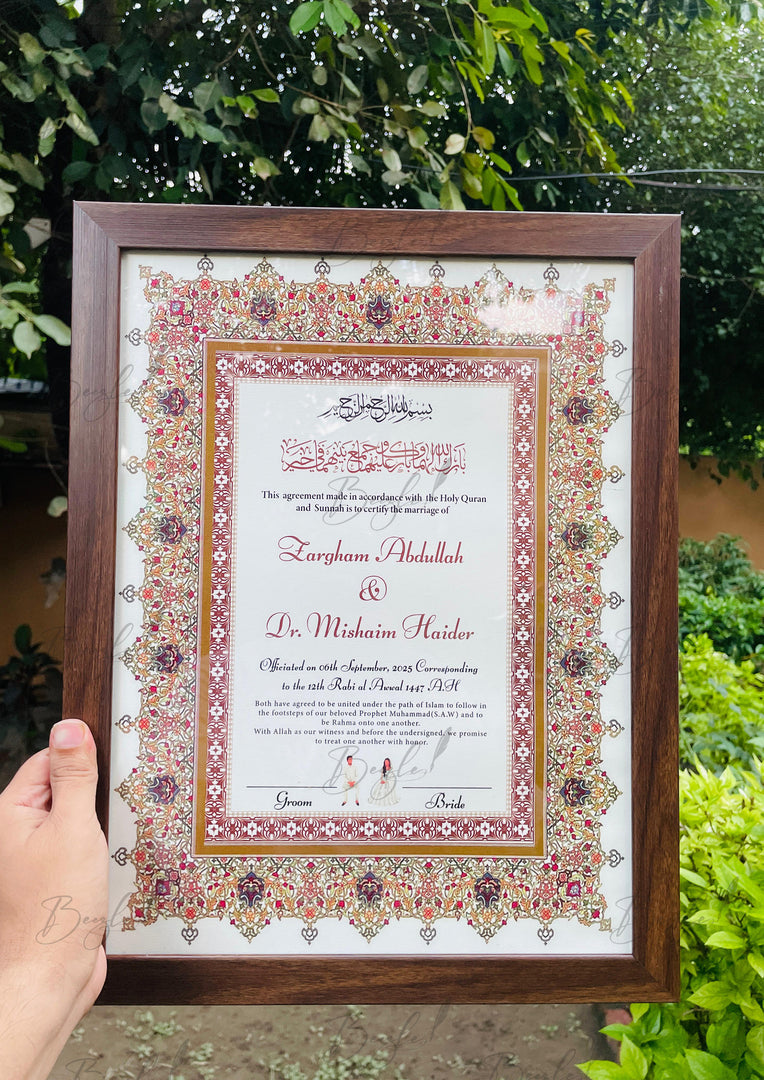 بسم الله الرحمن الرحيم
بارك الله لهما وبارك عليهما وجمع بينهما في خير
This agreement made in accordance with the Holy Quran
and Sunnah is to certify the marriage of
Zargham Abdullah
&
Dr. Mishaim Haider
Officiated on 06th September, 2025 Corresponding
to the 12th Rabi al Awwal 1447 A.H
Both have agreed to be united under the path of Islam to follow in
the footsteps of our beloved Prophet Muhammad(S.A.W) and to
be Rahma onto one another.
With Allah as our witness and before the undersigned, we promise
to treat one another with honor.
Groom Bride
Beegles